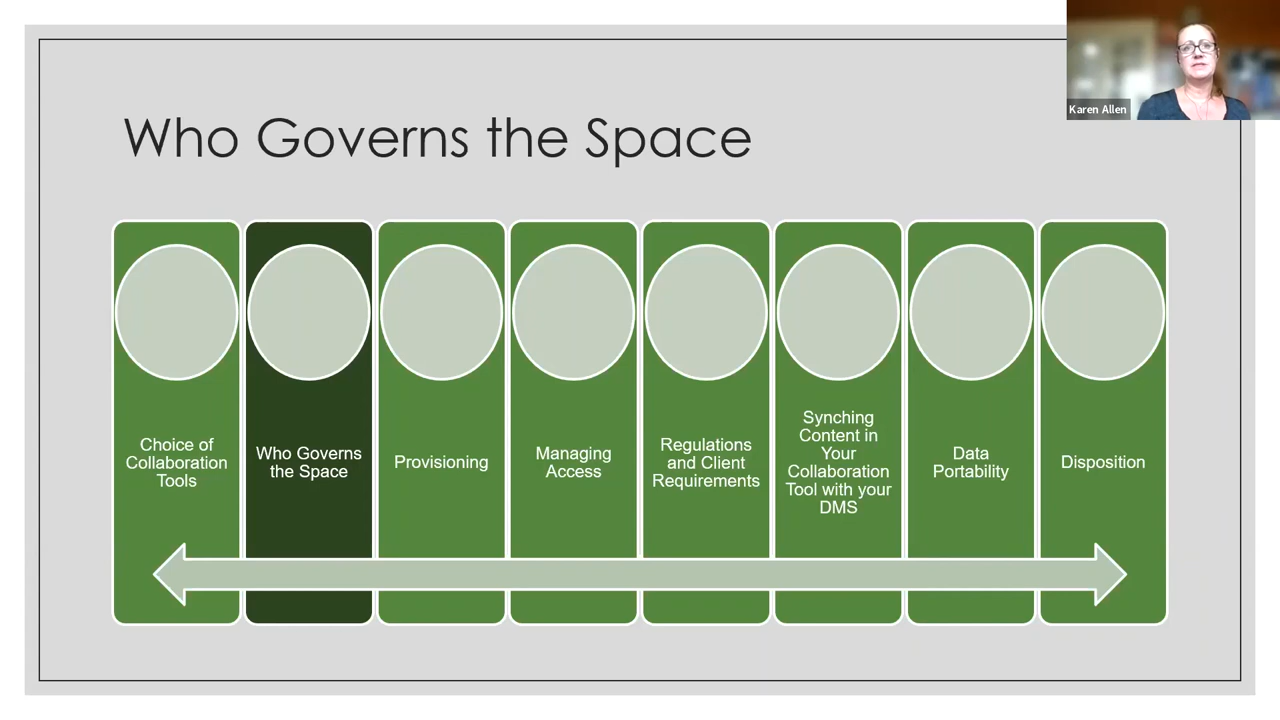 Karen Allen
Who Governs the Space
Choice of
Collaboration
Tools
Who Governs
the Space
Provisioning
Managing
Access
Regulations
and Client
Requirements
Synching
Content in
Your
Collaboration
Tool with your
DMS
Data
Portability
Disposition